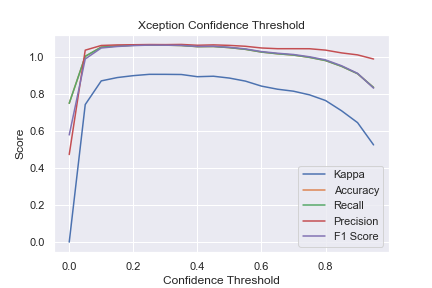 Xception Confidence Threshold
Score
1.0
0.8
0.6
0.4
0.2
0.0
0.0 0.2 0.4 0.6 0.8
Confidence Threshold
Kappa
Accuracy
Recall
Precision
F1 Score